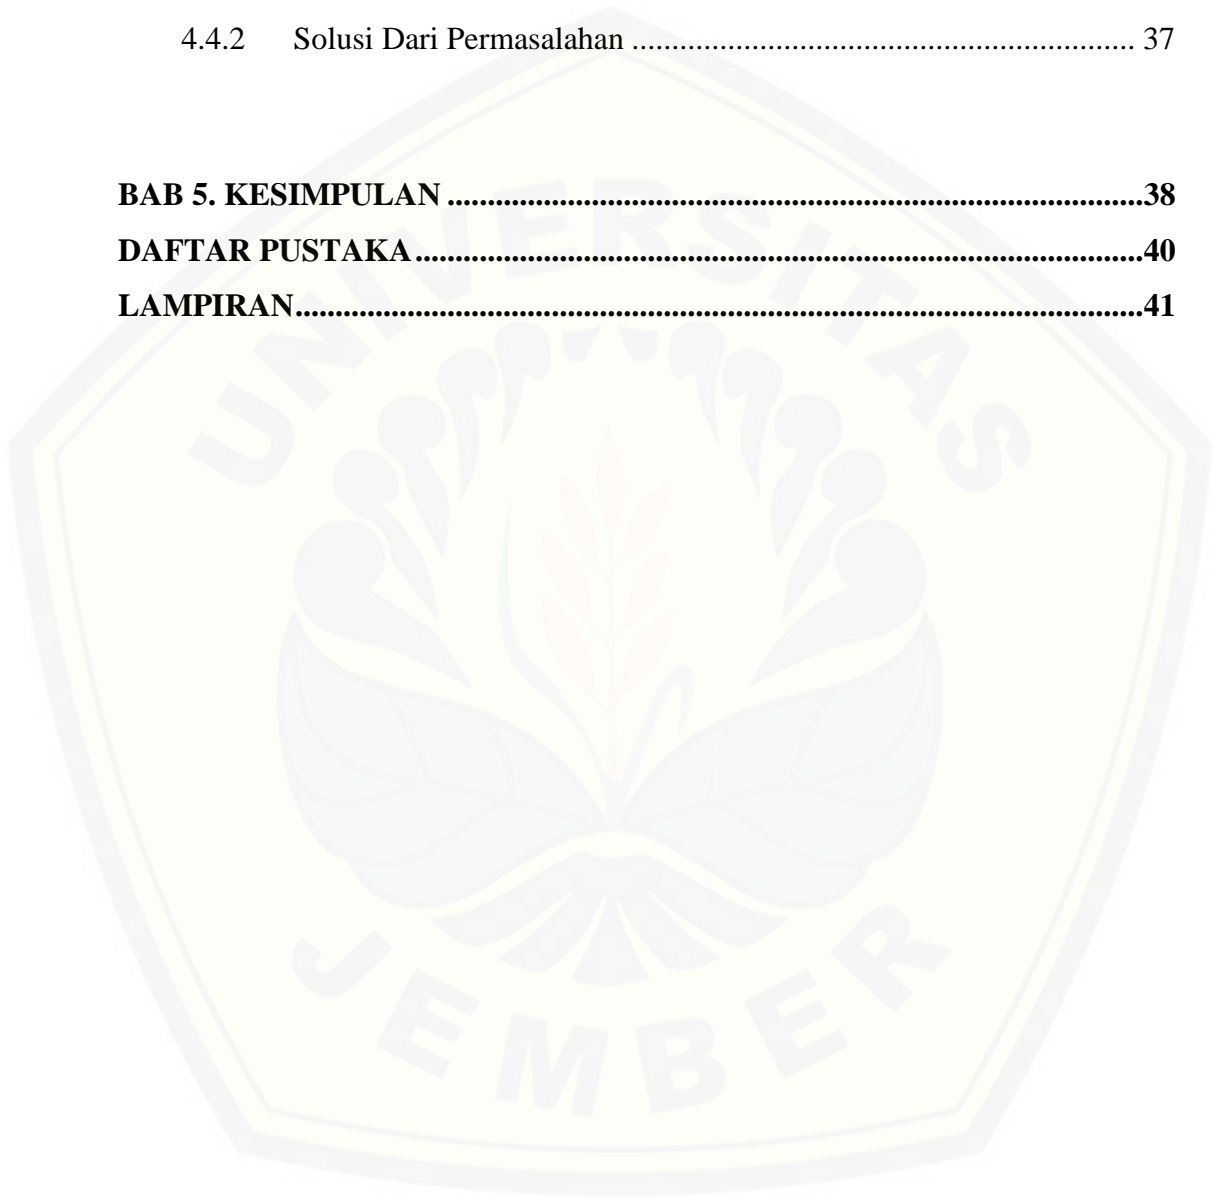 4.4.2 Solusi Dari Permasalahan ............................................................... 37
BAB 5. KESIMPULAN .......................................................................................38
DAFTAR PUSTAKA...........................................................................................40
LAMPIRAN..........................................................................................................41
UNIVERSITAS
JEMBER